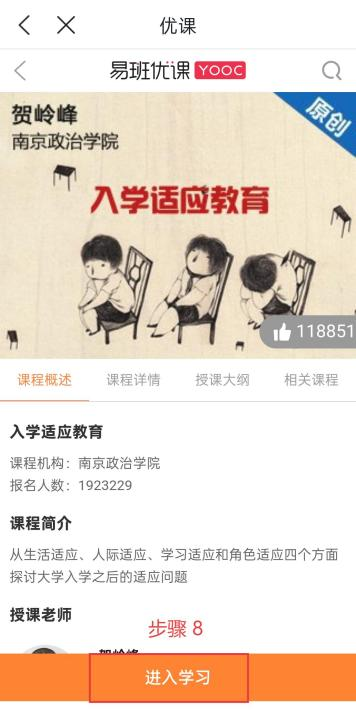 优课
易班优课 YOOC
贺岭峰
南京政治学院
原创
入学适应教育
118851
课程概述 课程详情 授课大纲 相关课程
入学适应教育
课程机构：南京政治学院
报名人数：1923229
课程简介
从生活适应、人际适应、学习适应和角色适应四个方面
探讨大学入学之后的适应问题
授课老师
步骤 8
贺岭峰
进入学习